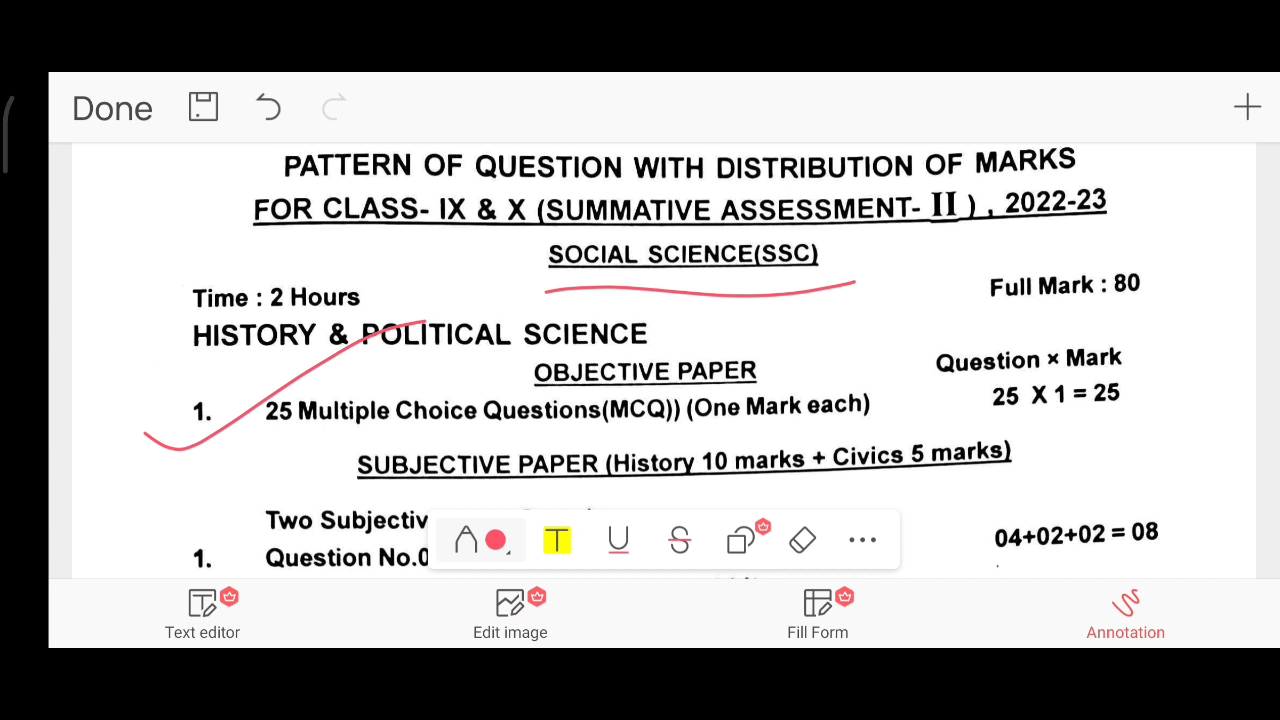 Done
PATTERN OF QUESTION WITH DISTRIBUTION OF MARKS
FOR CLASS- IX & X (SUMMATIVE ASSESSMENT- II ) , 2022-23
SOCIAL SCIENCE(SSC)
Time : 2 Hours Full Mark : 80
HISTORY & POLITICAL SCIENCE
OBJECTIVE PAPER Question × Mark
1. 25 Multiple Choice Questions(MCQ)) (One Mark each) 25 X 1 = 25
SUBJECTIVE PAPER (History 10 marks + Civics 5 marks)
Two
1. Question 04+02+02 = 08
Text editor Edit image Fill Form Annotation